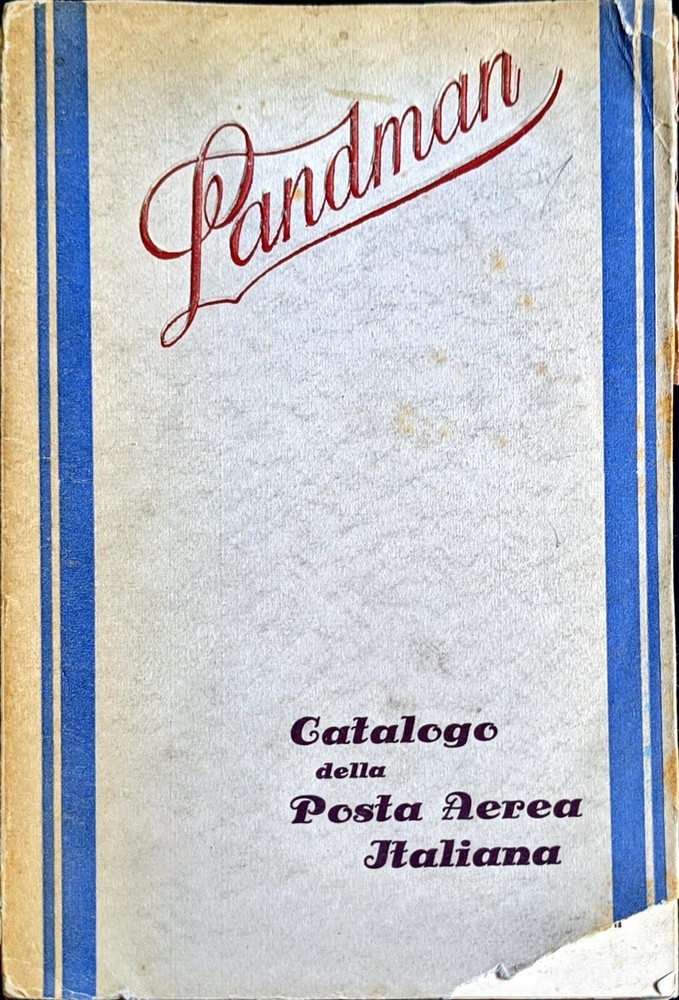 Landman
Catalogo
della
Posta Aerea
Italiana